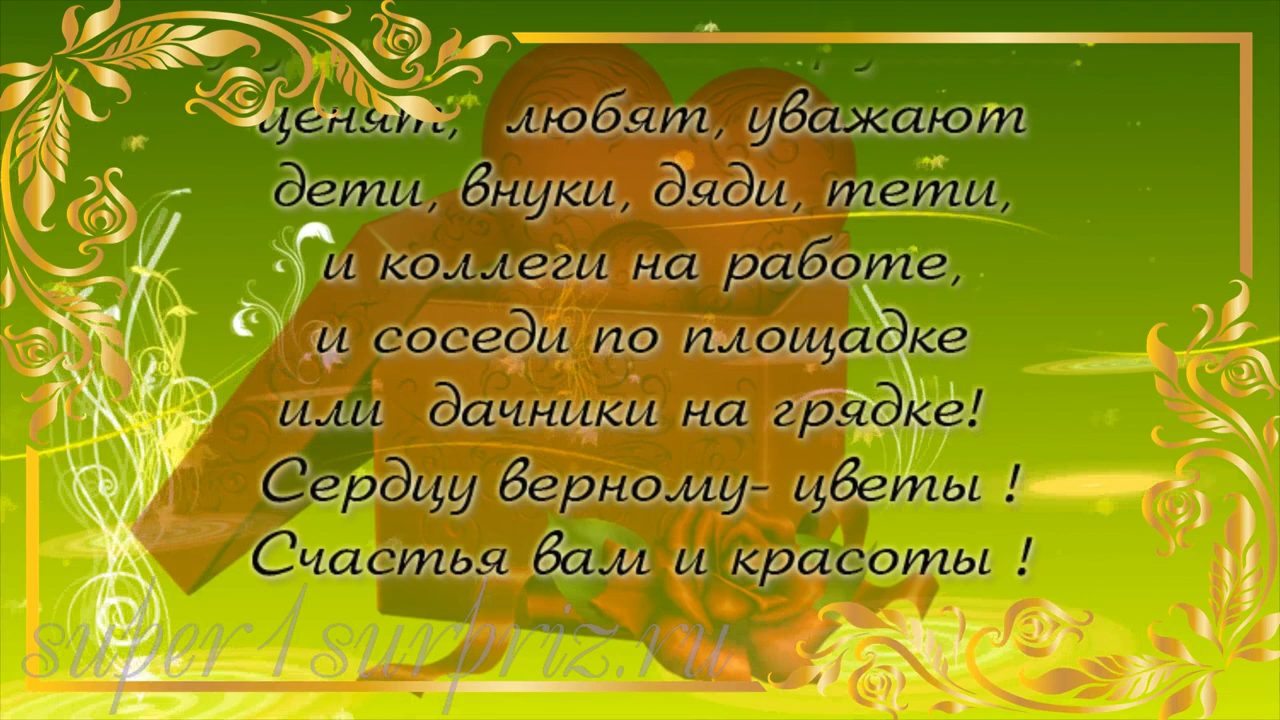 ценят, любят, уважают
дети, внуки, дяди, тети,
и коллеги на работе,
и соседи по площадке
или дачники на грядке!
Сердцу верному- цветы !
Счастья вам и красоты !
super1surpriz.ru